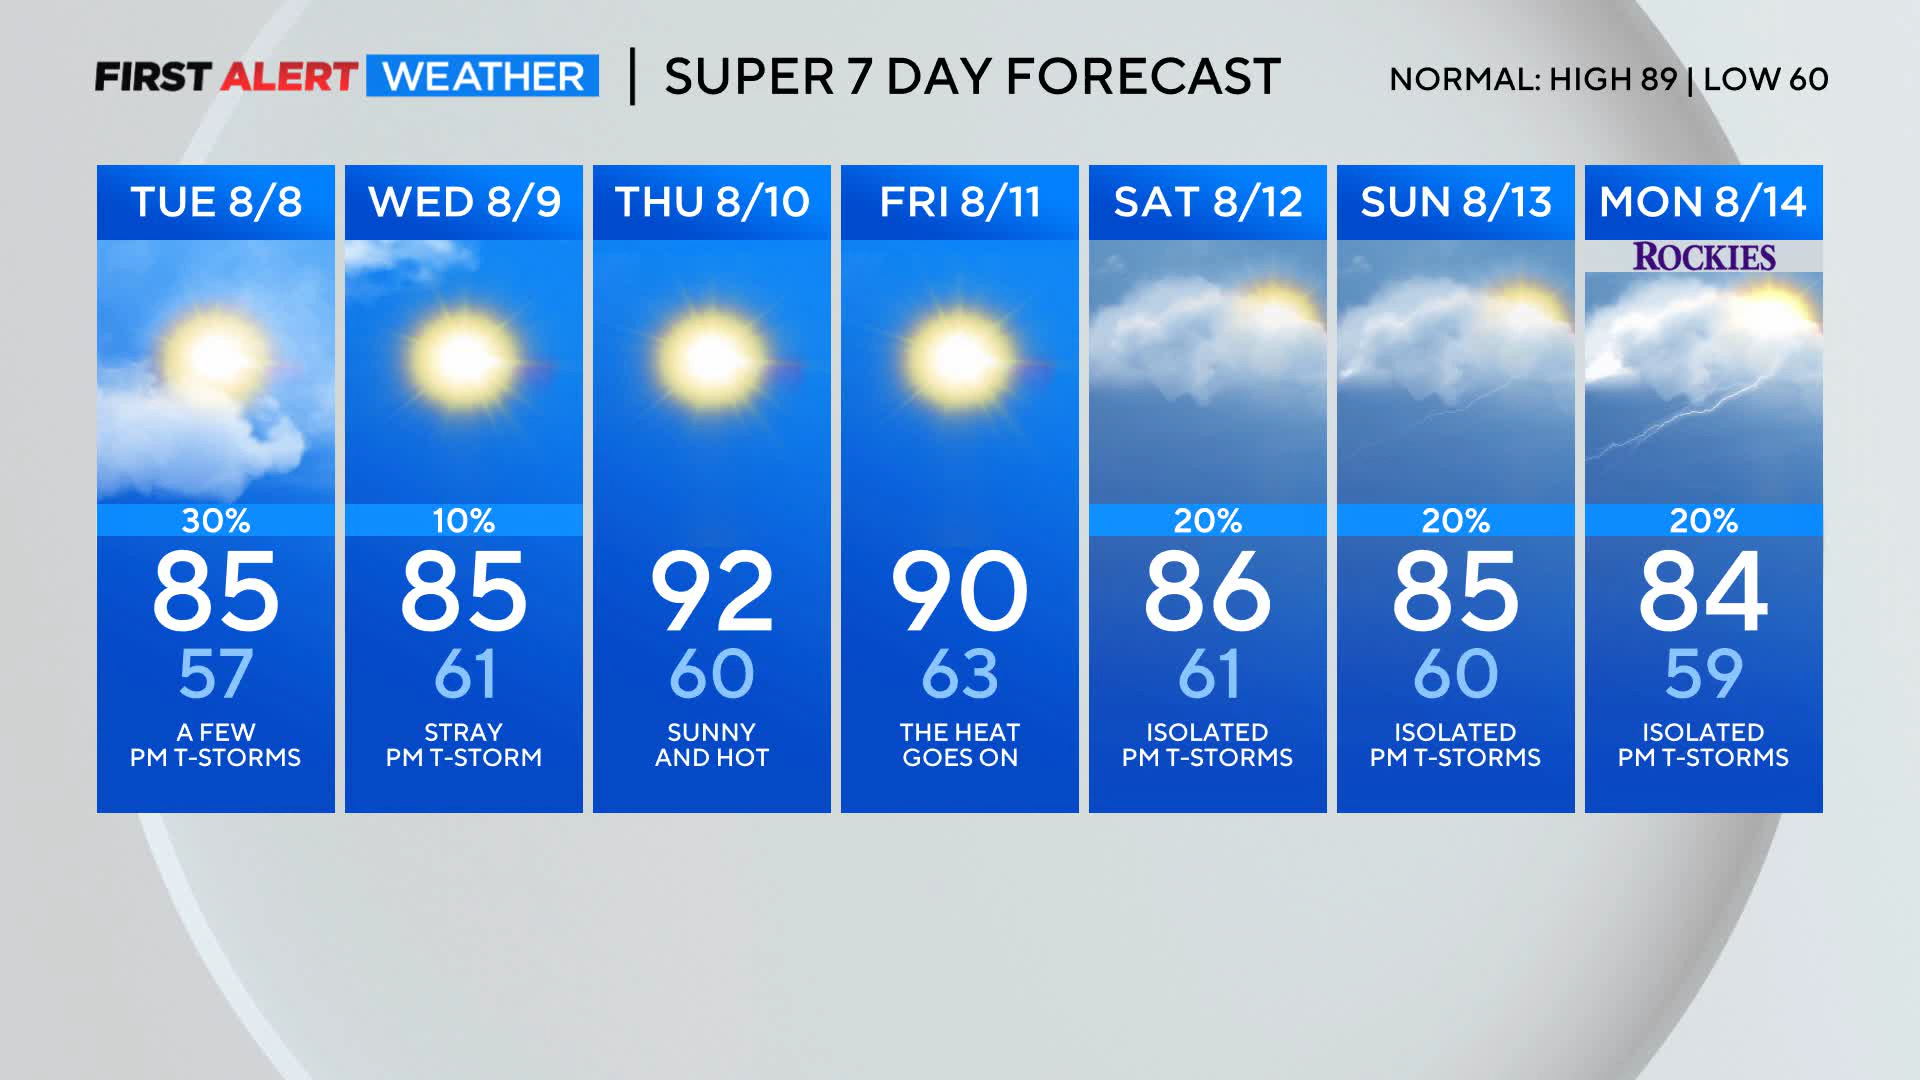 FIRST ALERT WEATHER | SUPER 7 DAY FORECAST
NORMAL: HIGH 89 | LOW 60
TUE 8/8
30%
85
57
A FEW
PM T-STORMS
WED 8/9
10%
85
61
STRAY
PM T-STORM
THU 8/10
92
60
SUNNY
AND HOT
FRI 8/11
90
63
THE HEAT
GOES ON
SAT 8/12
20%
86
61
ISOLATED
PM T-STORMS
SUN 8/13
20%
85
60
ISOLATED
PM T-STORMS
MON 8/14
ROCKIES
20%
84
59
ISOLATED
PM T-STORMS